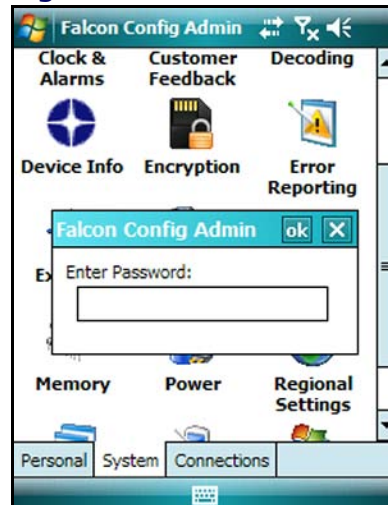 Falcon Config Admin
Clock & Alarms
Customer Feedback
Decoding
Device Info
Encryption
Error Reporting
Falcon Config Admin ok
Enter Password:
Memory
Power
Regional Settings
Personal System Connections